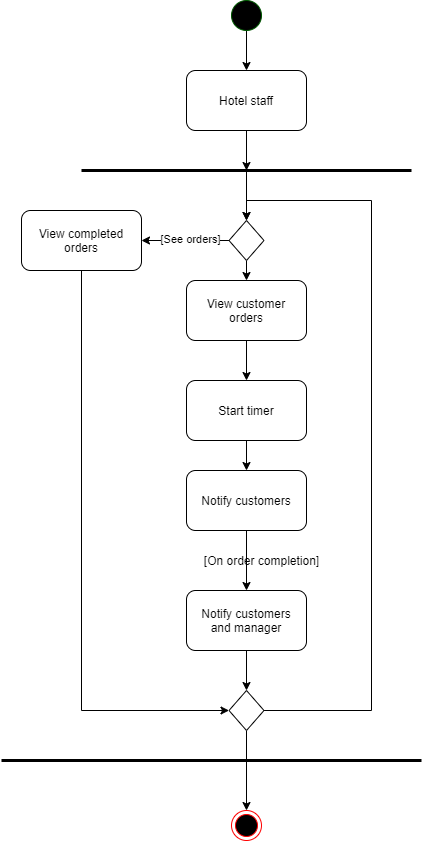 Hotel staff
View completed
orders
[See orders]
View customer
orders
Start timer
Notify customers
[On order completion]
Notify customers
and manager